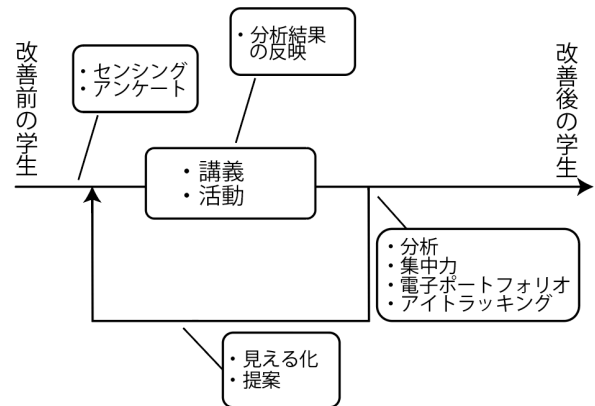 改善前の学生
・センシング
・アンケート
・分析結果
の反映
・講義
・活動
改善後の学生
・分析
・集中力
・電子ポートフォリオ
・アイトラッキング
・見える化
・提案